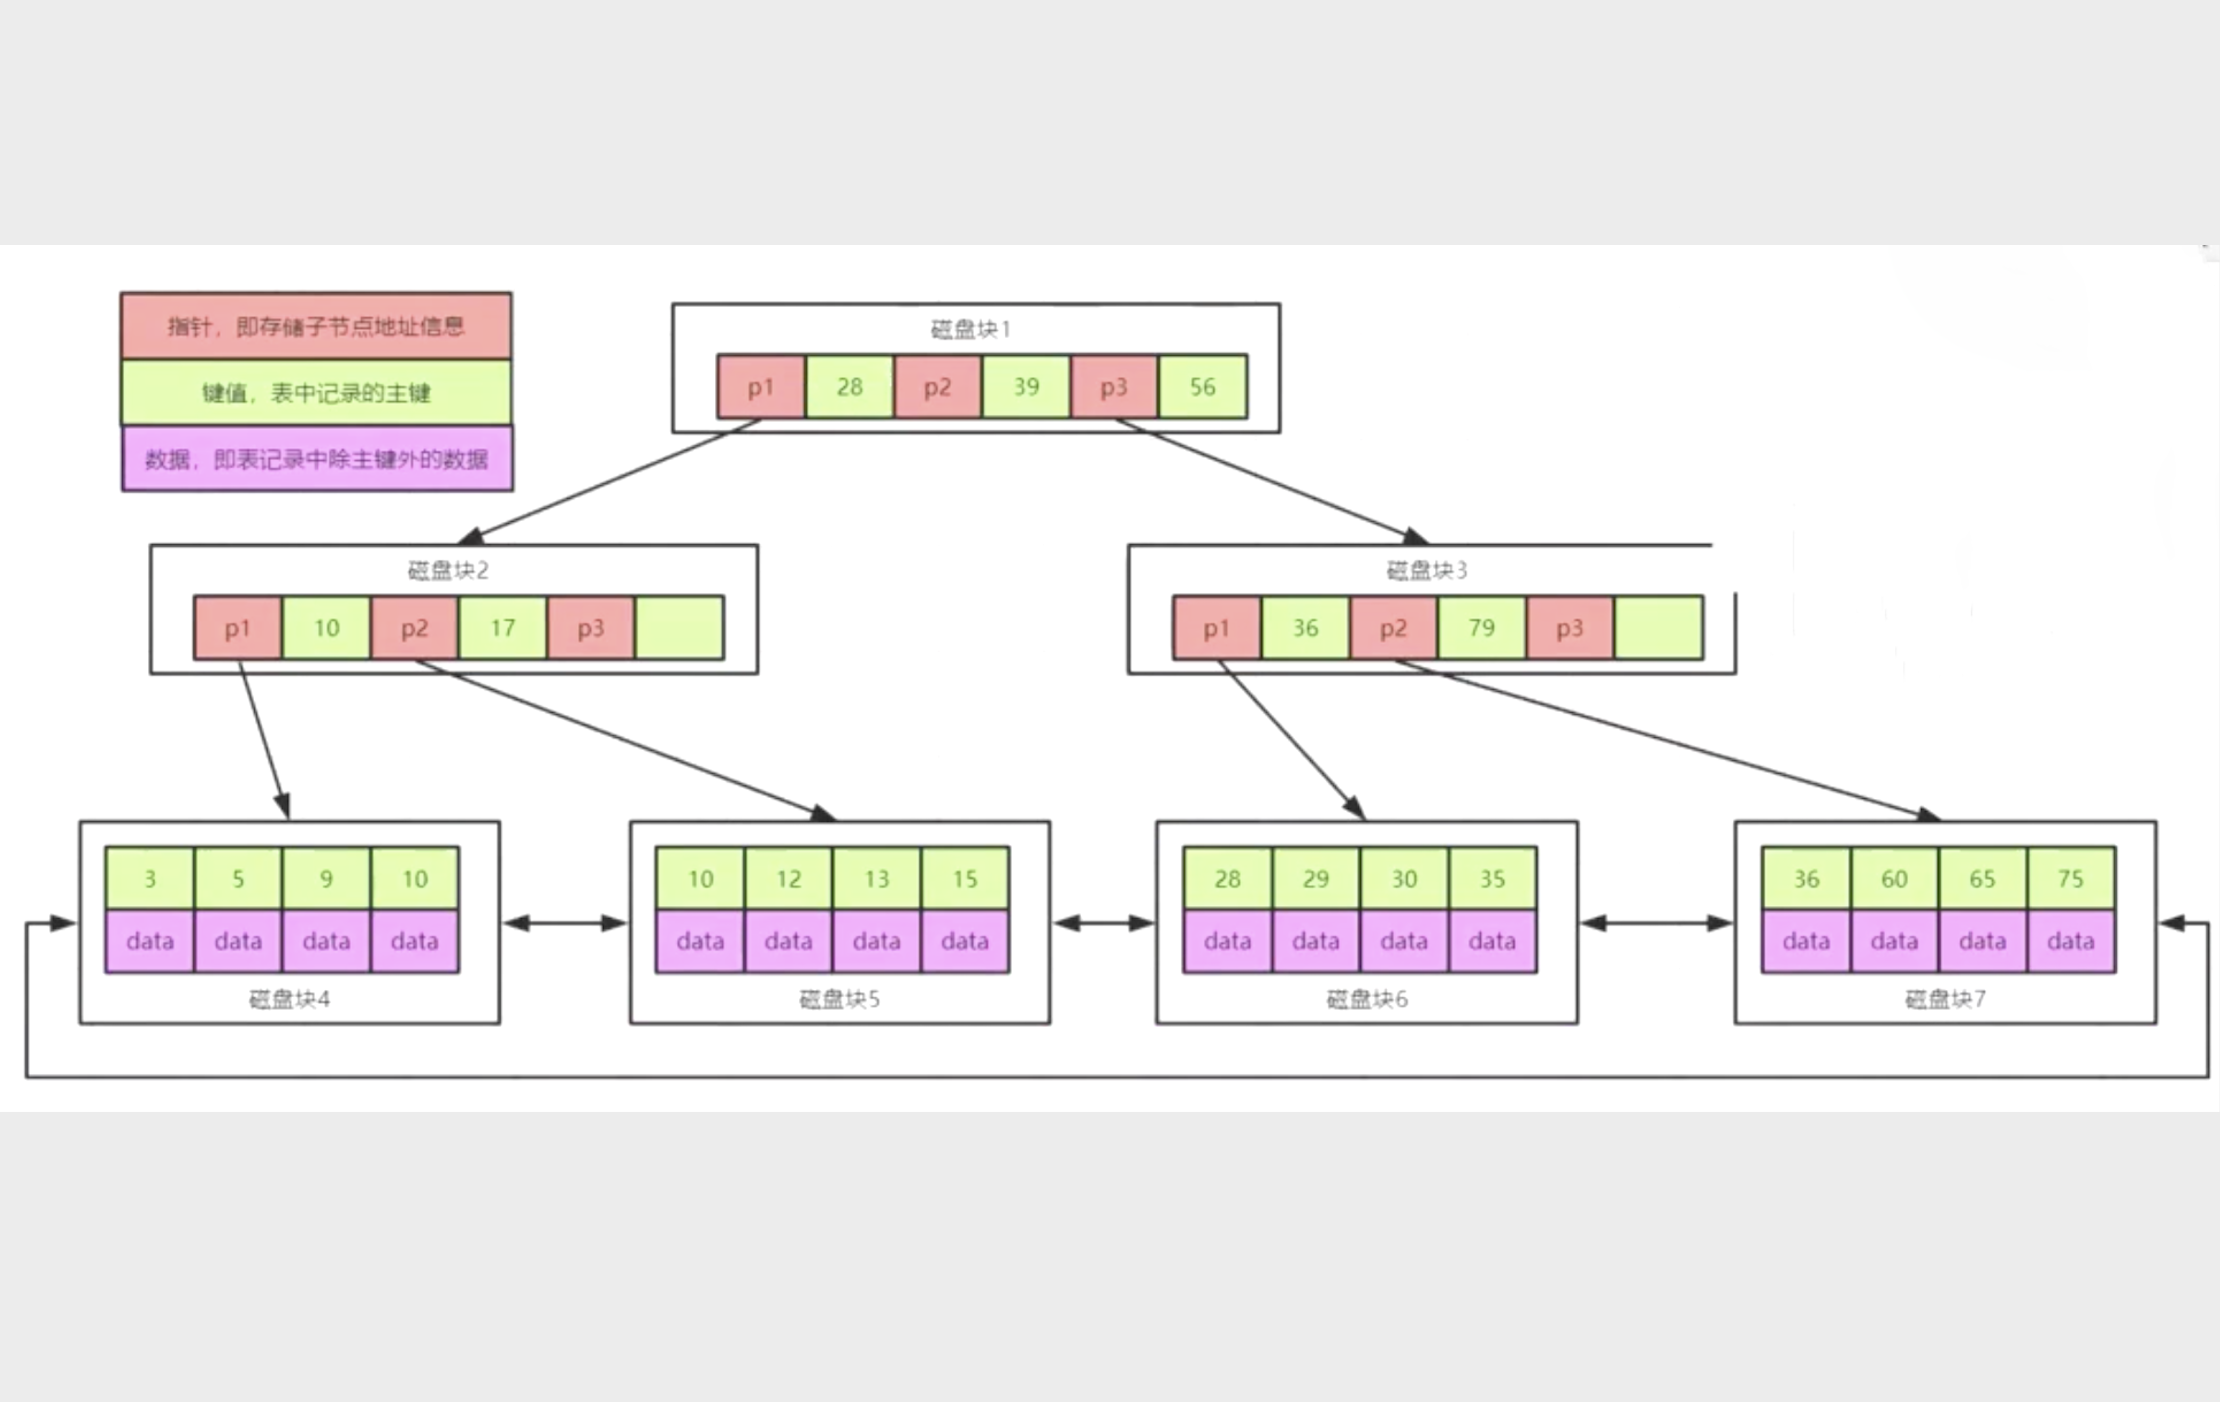 指针，即存储子节点地址信息
键值，表中记录的主键
数据，即表记录中除主键外的数据
磁盘块1
p1 28 p2 39 p3 56
磁盘块2
p1 10 p2 17 p3
磁盘块3
p1 36 p2 79 p3
3 5 9 10
data data data data
磁盘块4
10 12 13 15
data data data data
磁盘块5
28 29 30 35
data data data data
磁盘块6
36 60 65 75
data data data data
磁盘块7